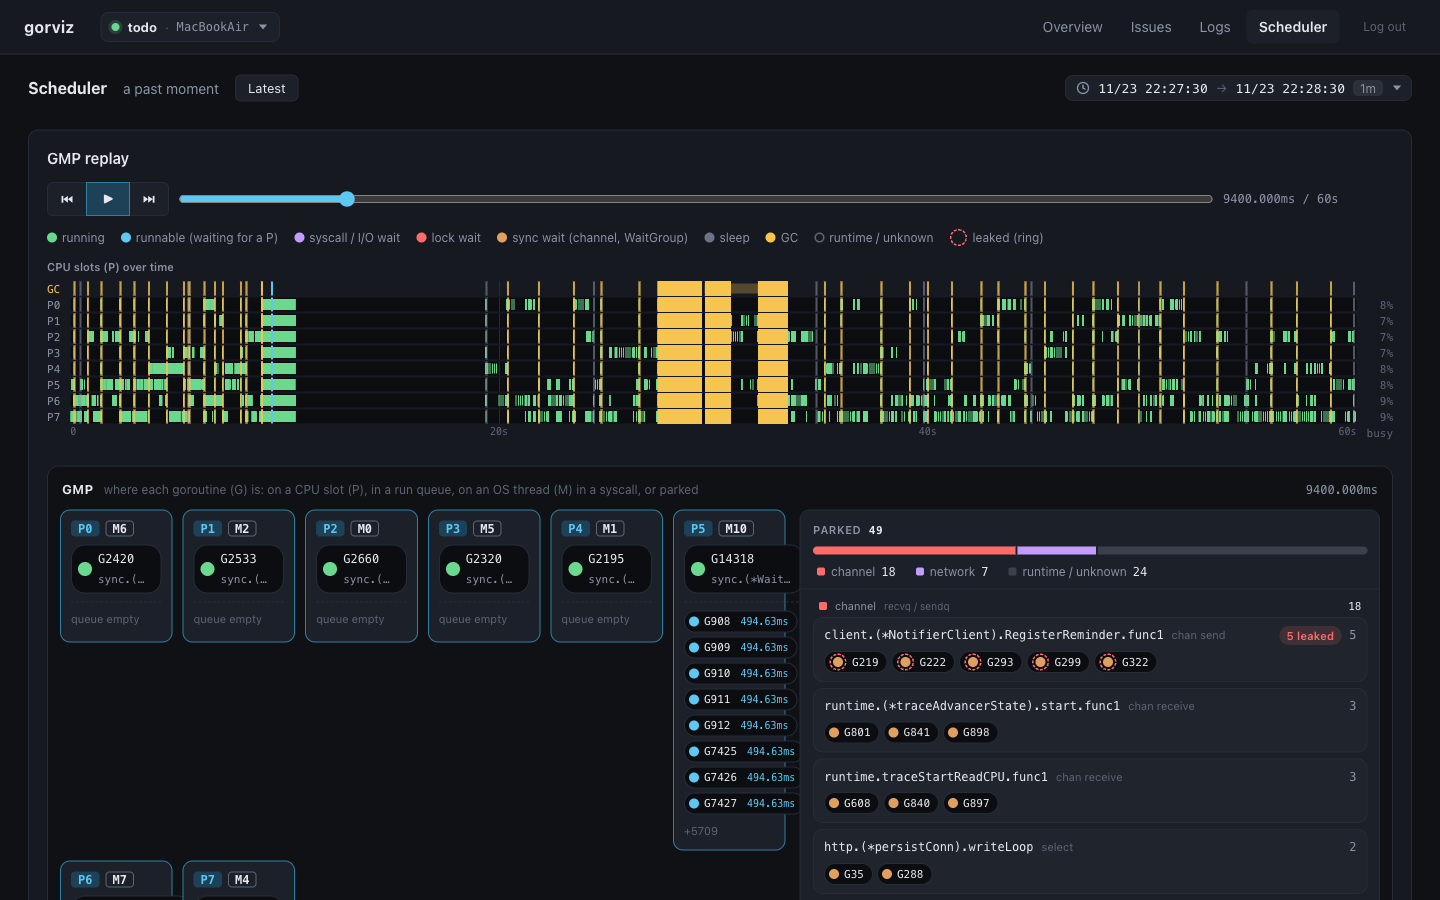 gorviz
todo · MacBookAir
Overview Issues Logs Scheduler Log out
Scheduler a past moment Latest
11/23 22:27:30 → 11/23 22:28:30 1m
GMP replay
9400.000ms / 60s
running runnable (waiting for a P) syscall / I/O wait lock wait sync wait (channel, WaitGroup) sleep GC runtime / unknown leaked (ring)
CPU slots (P) over time
GC
P0 8%
P1 7%
P2 7%
P3 7%
P4 8%
P5 8%
P6 9%
P7 9%
0 20s 40s 60s busy
GMP where each goroutine (G) is: on a CPU slot (P), in a run queue, on an OS thread (M) in a syscall, or parked 9400.000ms
P0 M6
G2420
sync.(…
queue empty
P1 M2
G2533
sync.(…
queue empty
P2 M0
G2660
sync.(…
queue empty
P3 M5
G2320
sync.(…
queue empty
P4 M1
G2195
sync.(…
queue empty
P5 M10
G14318
sync.(*Wait…
G908 494.63ms
G909 494.63ms
G910 494.63ms
G911 494.63ms
G912 494.63ms
G7425 494.63ms
G7426 494.63ms
G7427 494.63ms
+5709
P6 M7
P7 M4
PARKED 49
channel 18 network 7 runtime / unknown 24
channel recvq / sendq 18
client.(*NotifierClient).RegisterReminder.func1 chan send 5 leaked 5
G219 G222 G293 G299 G322
runtime.(*traceAdvancerState).start.func1 chan receive 3
G801 G841 G898
runtime.traceStartReadCPU.func1 chan receive 3
G608 G840 G897
http.(*persistConn).writeLoop select 2
G35 G288